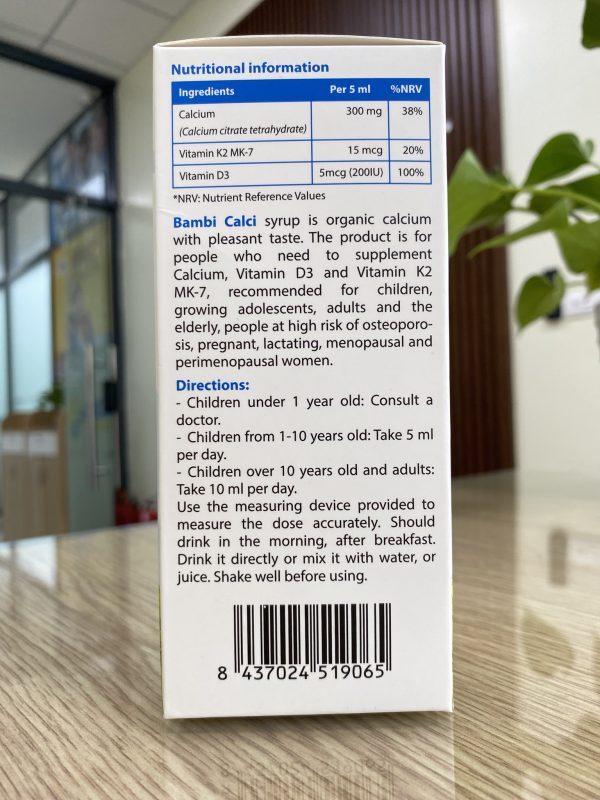 Nutritional information
Ingredients Per 5 ml %NRV
Calcium 300 mg 38%
(Calcium citrate tetrahydrate)
Vitamin K2 MK-7 15 mcg 20%
Vitamin D3 5mcg (200IU) 100%
*NRV: Nutrient Reference Values
Bambi Calci syrup is organic calcium
with pleasant taste. The product is for
people who need to supplement
Calcium, Vitamin D3 and Vitamin K2
MK-7, recommended for children,
growing adolescents, adults and the
elderly, people at high risk of osteoporo-
sis, pregnant, lactating, menopausal and
perimenopausal women.
Directions:
- Children under 1 year old: Consult a
doctor.
- Children from 1-10 years old: Take 5 ml
per day.
- Children over 10 years old and adults:
Take 10 ml per day.
Use the measuring device provided to
measure the dose accurately. Should
drink in the morning, after breakfast.
Drink it directly or mix it with water, or
juice. Shake well before using.
8 437024 519065